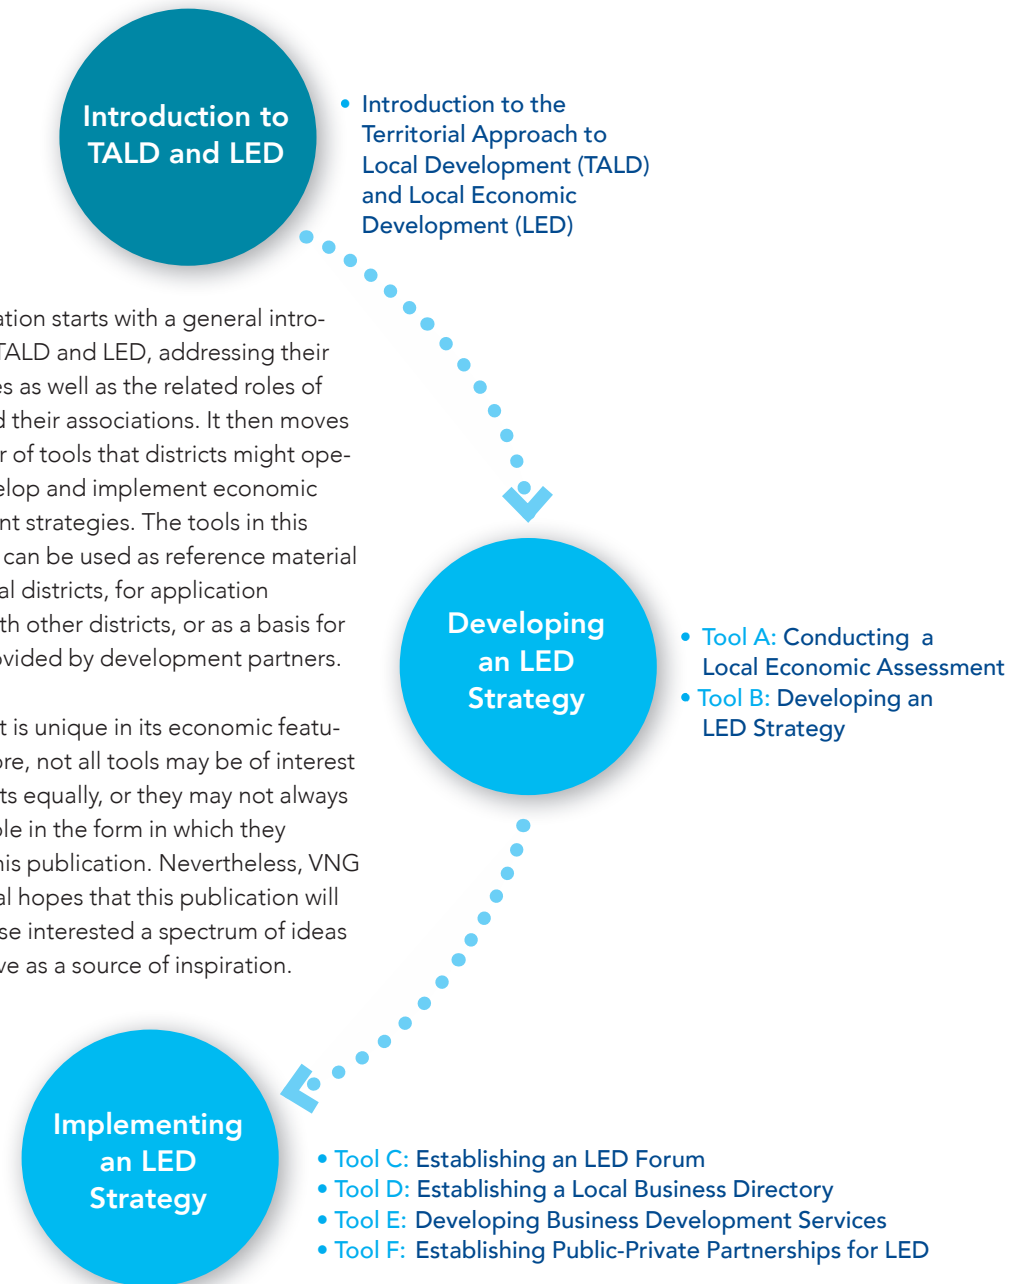 Introduction to
TALD and LED
• Introduction to the
Territorial Approach to
Local Development (TALD)
and Local Economic
Development (LED)
ation starts with a general intro-
TALD and LED, addressing their
es as well as the related roles of
d their associations. It then moves
r of tools that districts might ope-
elop and implement economic
nt strategies. The tools in this
can be used as reference material
al districts, for application
th other districts, or as a basis for
ovided by development partners.
t is unique in its economic featu-
ore, not all tools may be of interest
ts equally, or they may not always
ole in the form in which they
his publication. Nevertheless, VNG
al hopes that this publication will
se interested a spectrum of ideas
ve as a source of inspiration.
Developing
an LED
Strategy
• Tool A: Conducting a
Local Economic Assessment
• Tool B: Developing an
LED Strategy
Implementing
an LED
Strategy
• Tool C: Establishing an LED Forum
• Tool D: Establishing a Local Business Directory
• Tool E: Developing Business Development Services
• Tool F: Establishing Public-Private Partnerships for LED